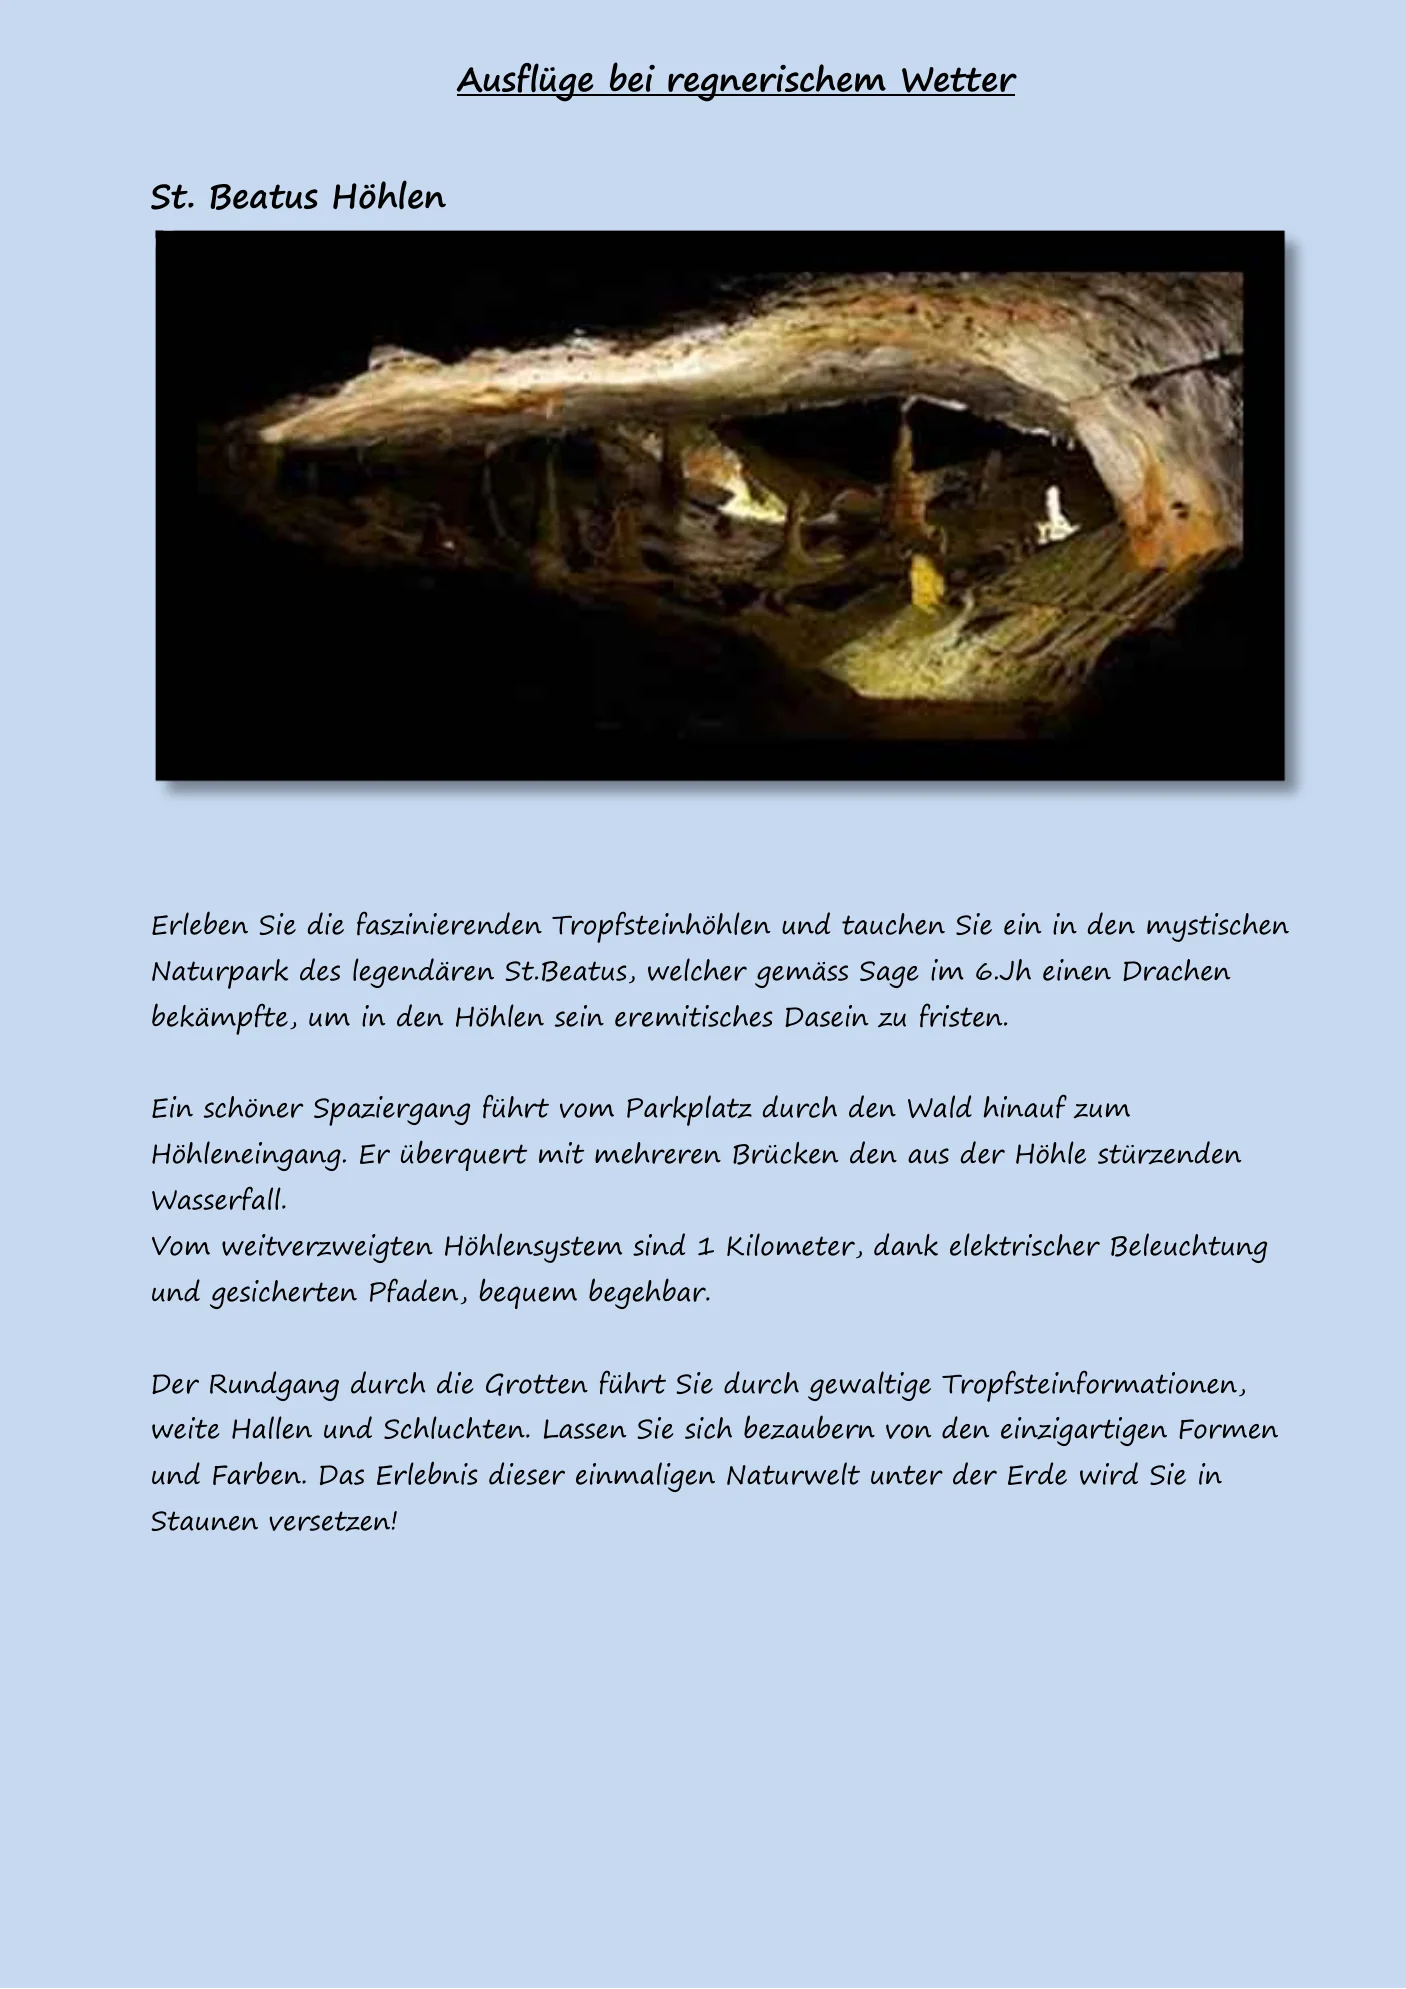 Ausflüge bei regnerischem Wetter
St. Beatus Höhlen
Erleben Sie die faszinierenden Tropfsteinhöhlen und tauchen Sie ein in den mystischen
Naturpark des legendären St.Beatus, welcher gemäss Sage im 6.Jh einen Drachen
bekämpfte, um in den Höhlen sein eremitisches Dasein zu fristen.
Ein schöner Spaziergang führt vom Parkplatz durch den Wald hinauf zum
Höhleneingang. Er überquert mit mehreren Brücken den aus der Höhle stürzenden
Wasserfall.
Vom weitverzweigten Höhlensystem sind 1 Kilometer, dank elektrischer Beleuchtung
und gesicherten Pfaden, bequem begehbar.
Der Rundgang durch die Grotten führt Sie durch gewaltige Tropfsteinformationen,
weite Hallen und Schluchten. Lassen Sie sich bezaubern von den einzigartigen Formen
und Farben. Das Erlebnis dieser einmaligen Naturwelt unter der Erde wird Sie in
Staunen versetzen!